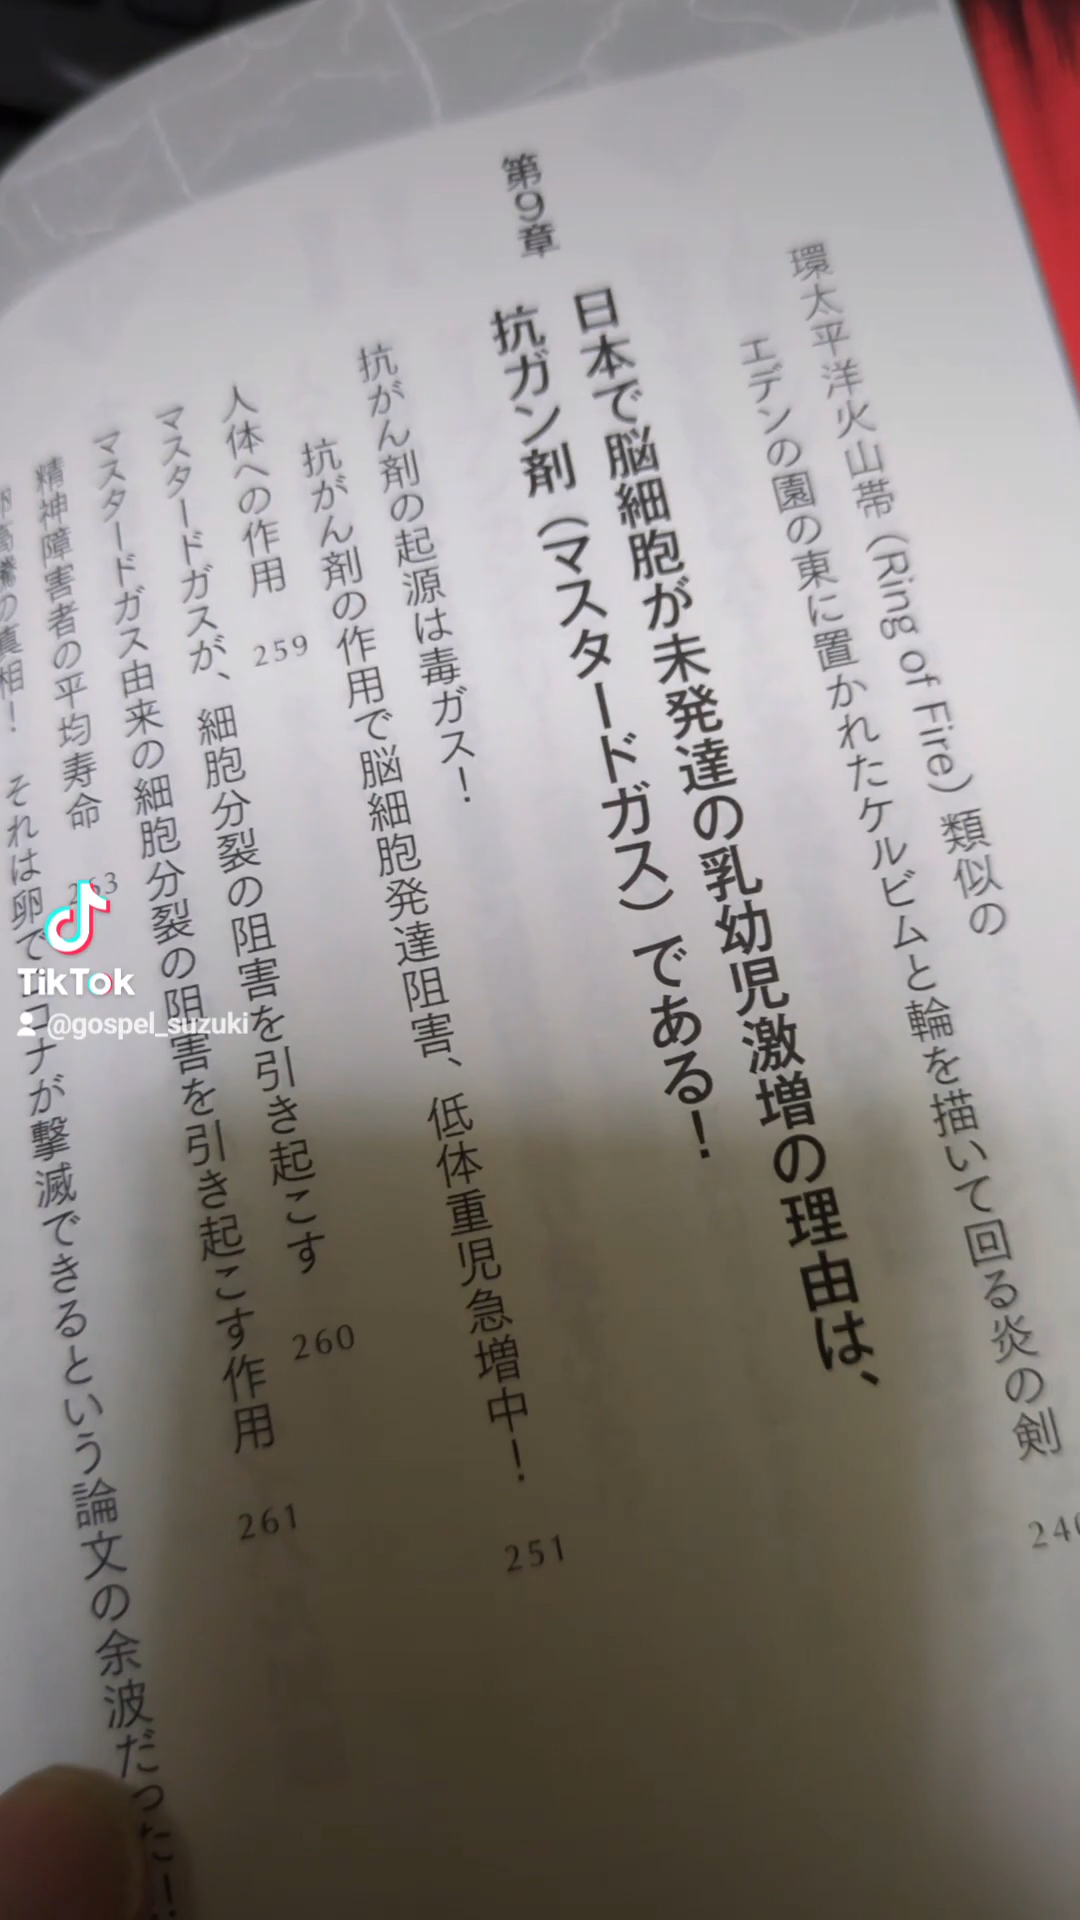 環太平洋火山帯(Ring of Fire)類似の
エデンの園の東に置かれたケルビムと輪を描いて回る炎の剣
第9章
日本で脳細胞が未発達の乳幼児激増の理由は、
抗ガン剤(マスタードガス)である!
抗がん剤の起源は毒ガス!
抗がん剤の作用で脳細胞発達阻害、低体重児急増中! 251
人体への作用 259
マスタードガスが、細胞分裂の阻害を引き起こす 260
マスタードガス由来の細胞分裂の阻害を引き起こす作用 261
精神障害者の平均寿命 263
卵高騰の真相! それは卵でコロナが撃滅できるという論文の余波だった!!
TikTok
@gospel_suzuki